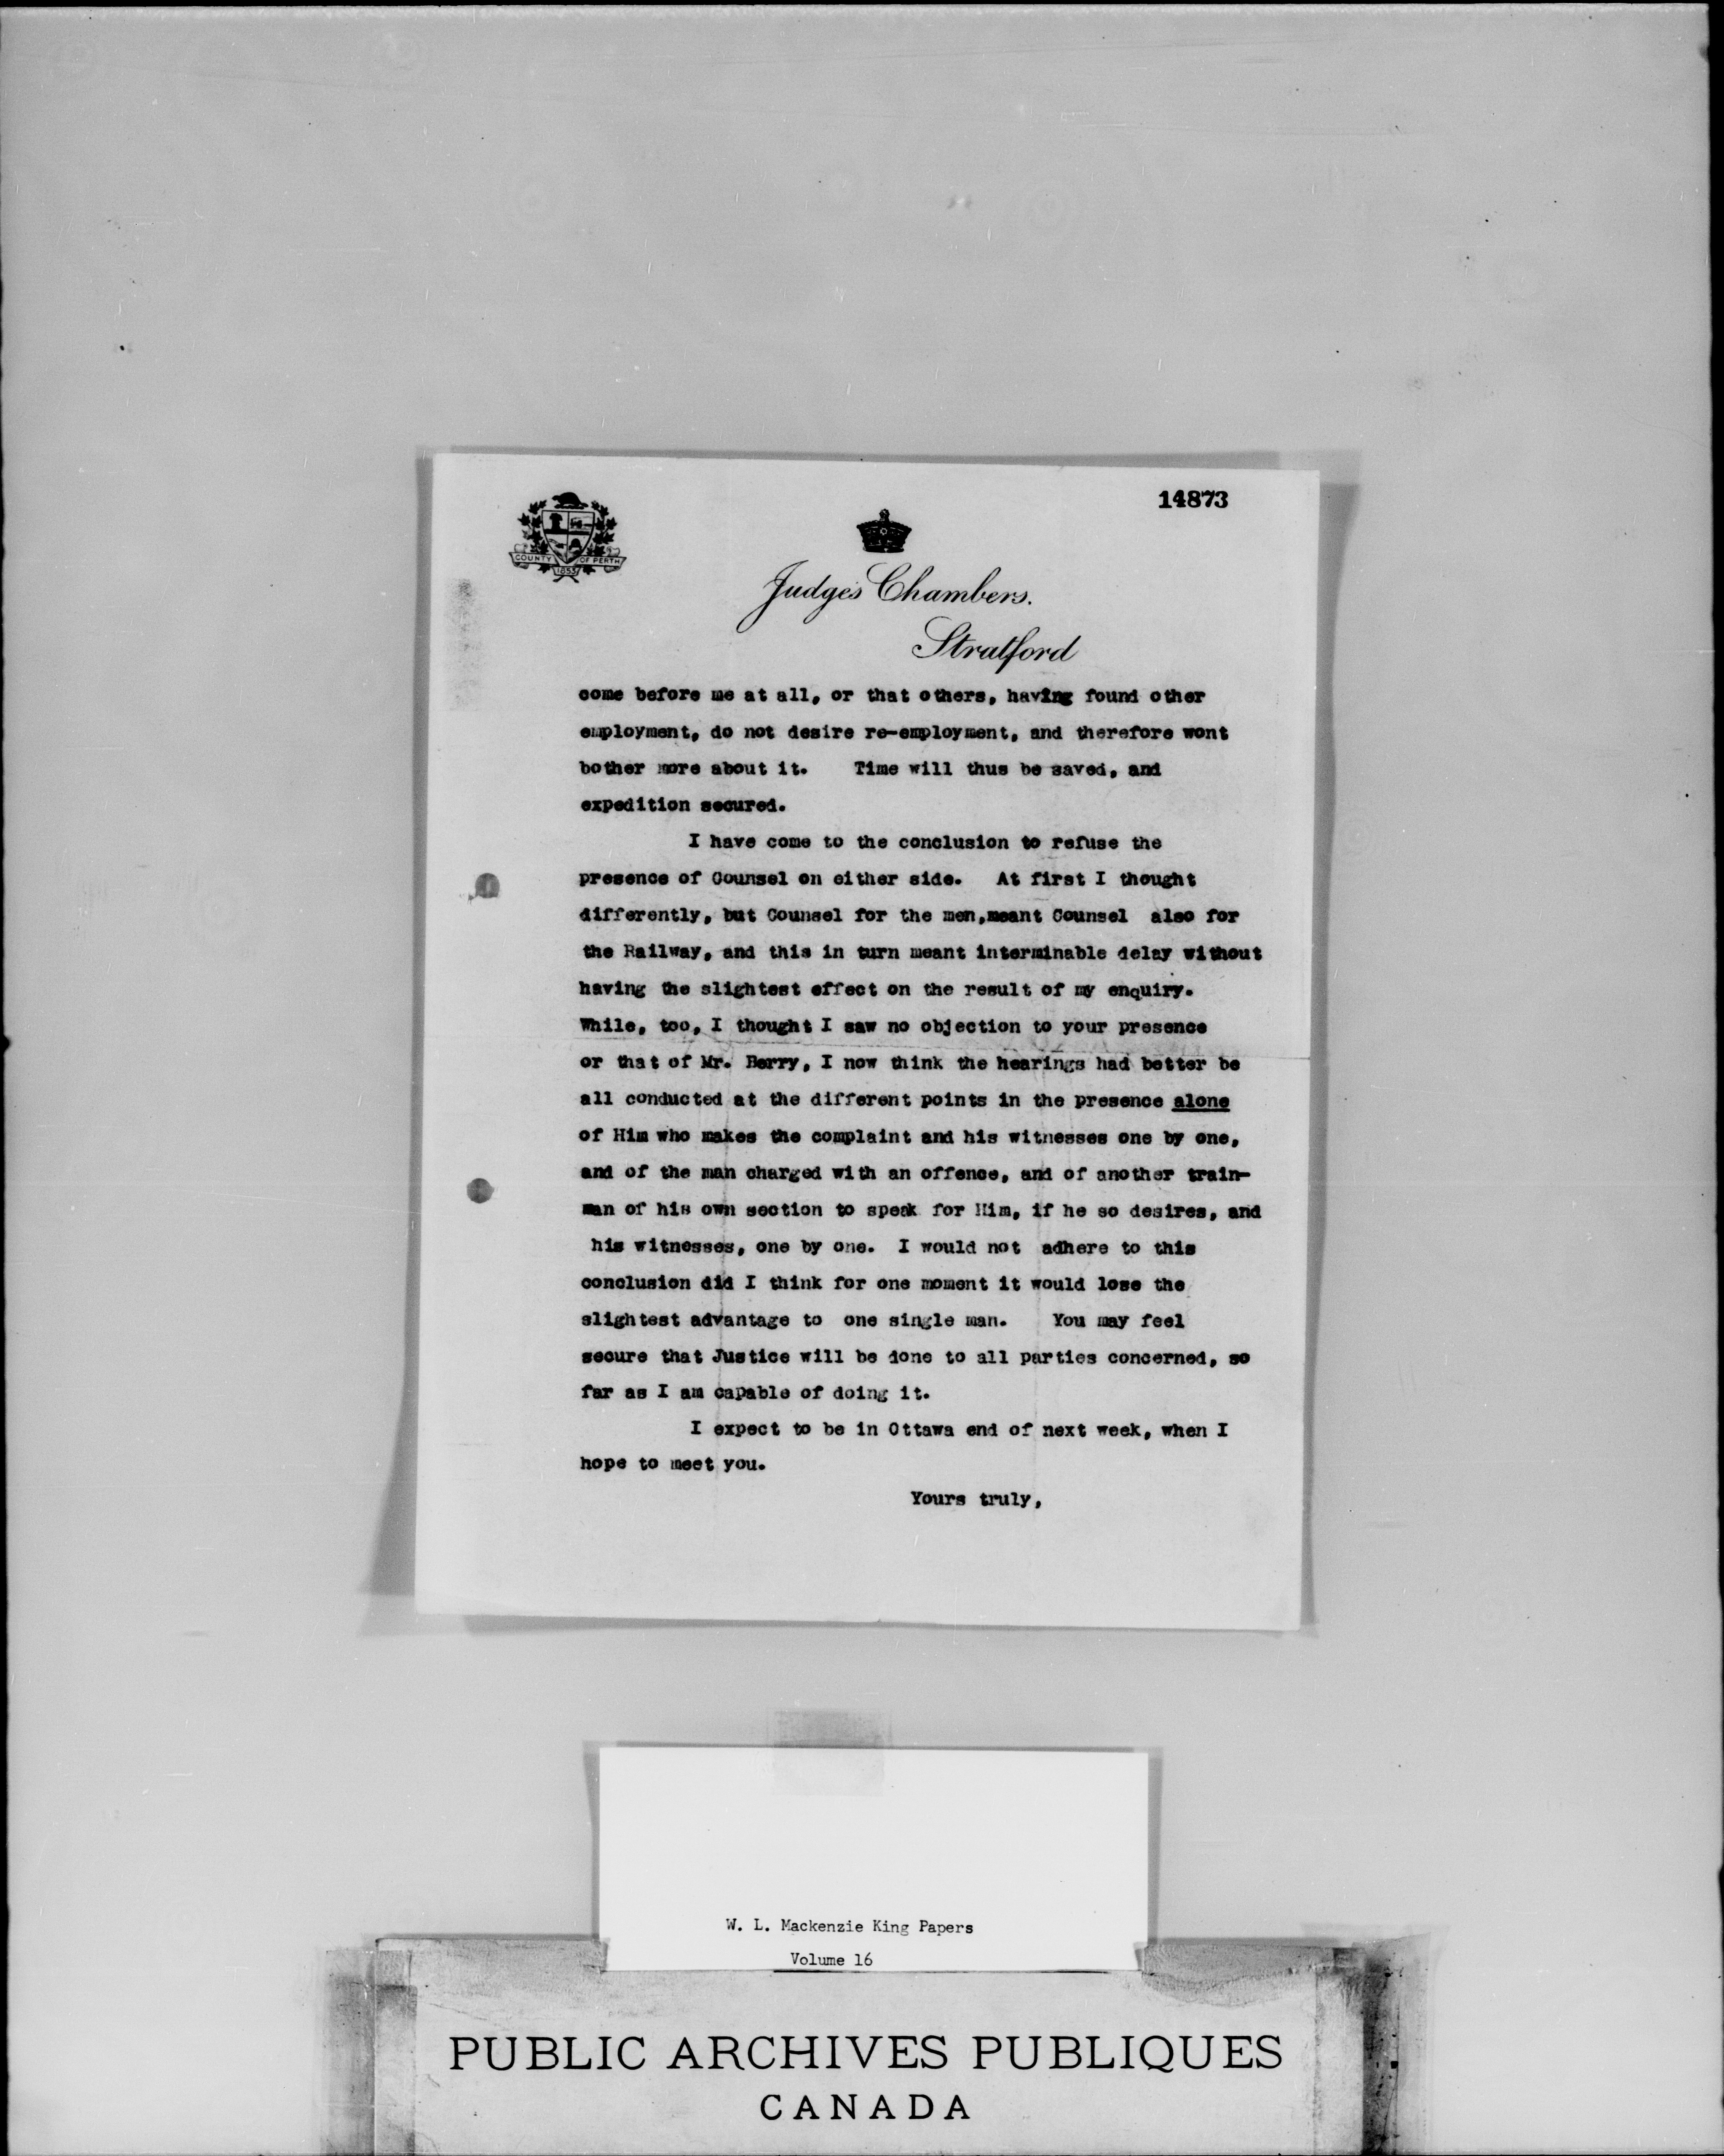 14873
COUNTY OF PERTH
1853
Judge's Chambers.
Stratford
come before me at all, or that others, having found other
employment, do not desire re-employment, and therefore wont
bother more about it. Time will thus be saved, and
expedition secured.
I have come to the conclusion to refuse the
presence of Counsel on either side. At first I thought
differently, but Counsel for the men,meant Counsel also for
the Railway, and this in turn meant interminable delay without
having the slightest effect on the result of my enquiry.
While, too, I thought I saw no objection to your presence
or that of Mr. Berry, I now think the hearings had better be
all conducted at the different points in the presence alone
of Him who makes the complaint and his witnesses one by one,
and of the man charged with an offence, and of another train-
man of his own section to speak for Him, if he so desires, and
his witnesses, one by one. I would not adhere to this
conclusion did I think for one moment it would lose the
slightest advantage to one single man. You may feel
secure that Justice will be done to all parties concerned, so
far as I am capable of doing it.
I expect to be in Ottawa end of next week, when I
hope to meet you.
Yours truly,
W. L. Mackenzie King Papers
Volume 16
PUBLIC ARCHIVES PUBLIQUES
CANADA